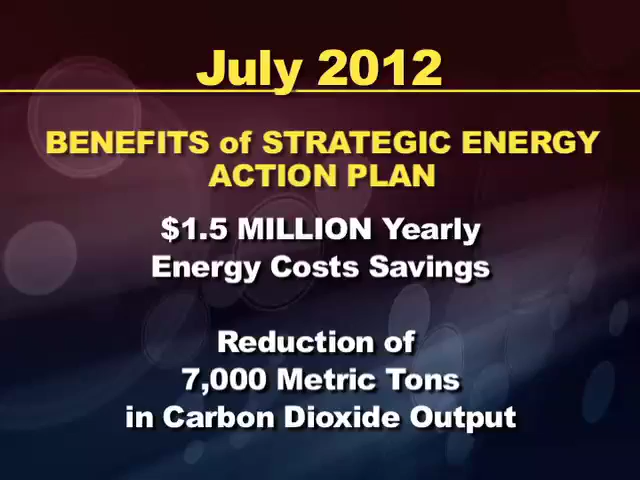 July 2012
BENEFITS of STRATEGIC ENERGY
ACTION PLAN
$1.5 MILLION Yearly
Energy Costs Savings
Reduction of
7,000 Metric Tons
in Carbon Dioxide Output